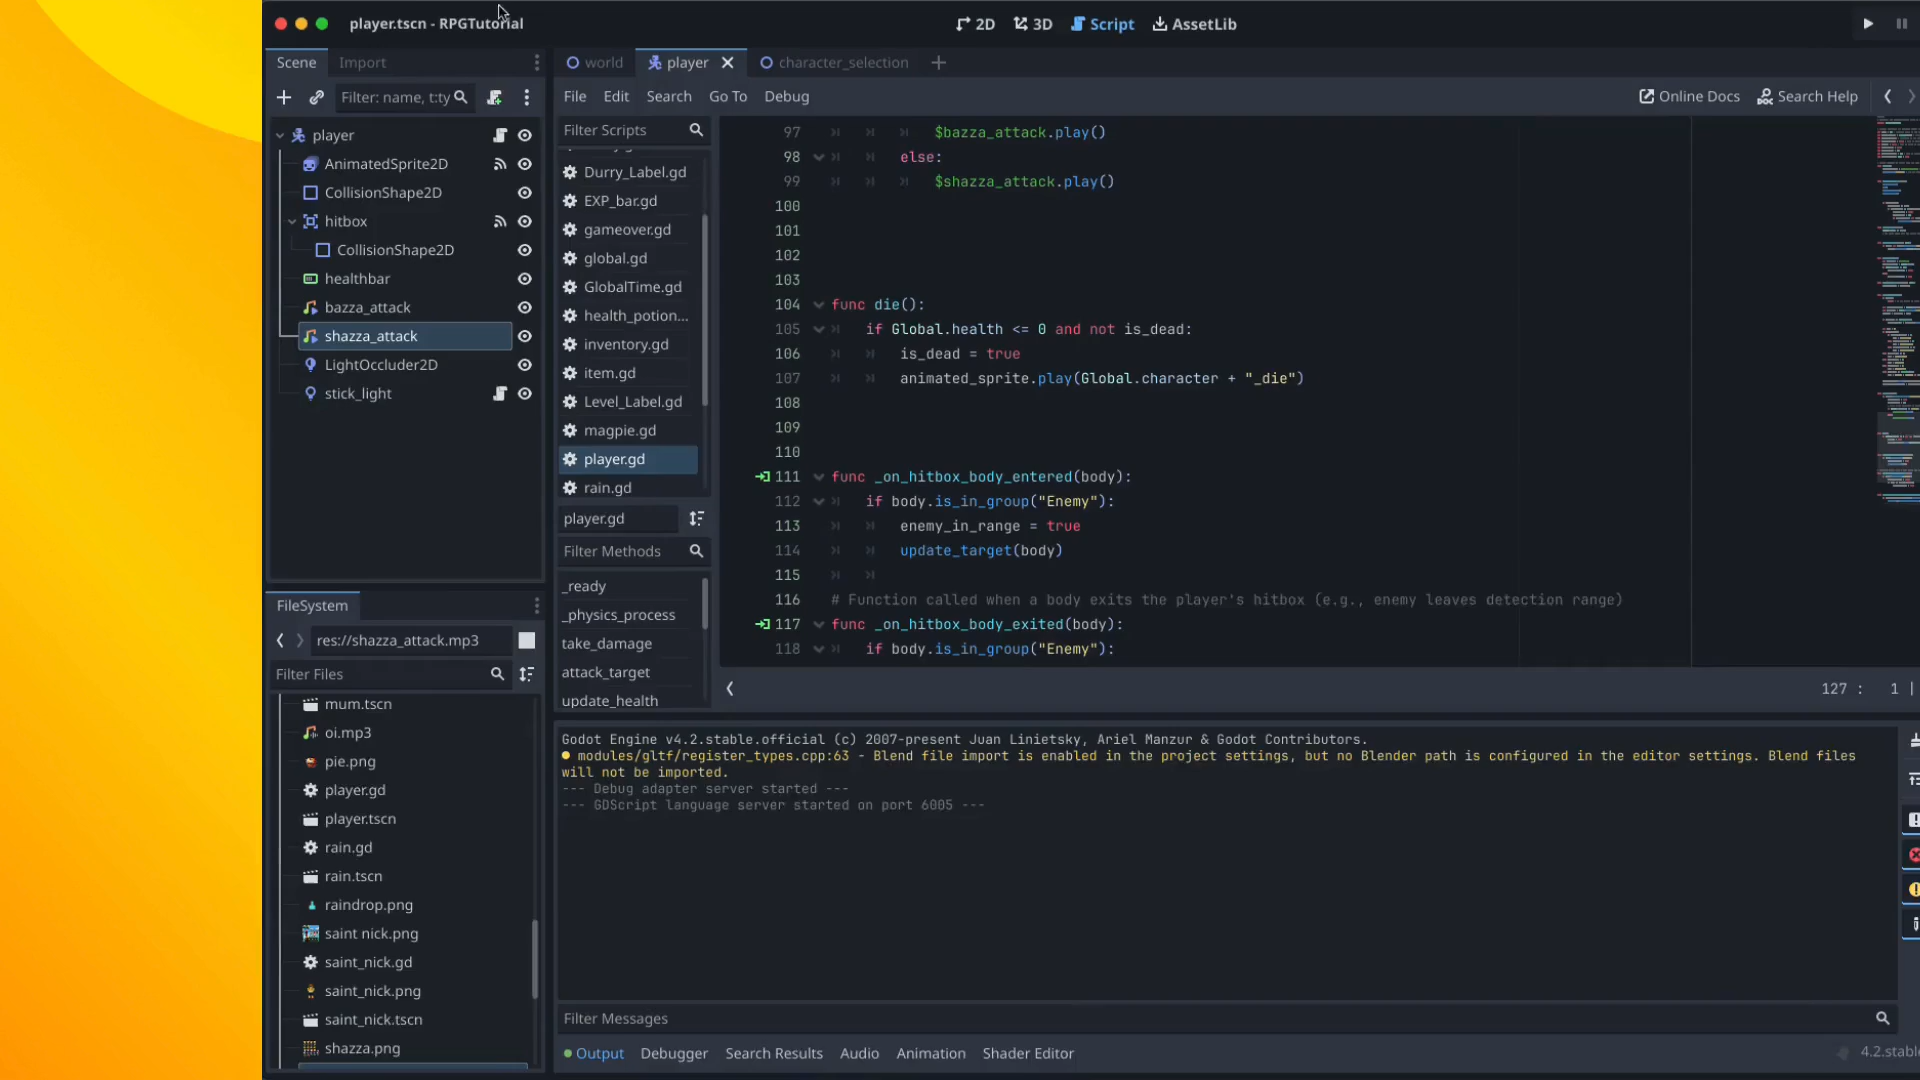 player.tscn - RPGTutorial
2D
3D
Script
AssetLib
Scene
Import
world
player
character_selection
Filter: name, t:ty
File
Edit
Search
Go To
Debug
Online Docs
Search Help
player
AnimatedSprite2D
CollisionShape2D
hitbox
CollisionShape2D
healthbar
bazza_attack
shazza_attack
LightOccluder2D
stick_light
Filter Scripts
Durry_Label.gd
EXP_bar.gd
gameover.gd
global.gd
GlobalTime.gd
health_potion...
inventory.gd
item.gd
Level_Label.gd
magpie.gd
player.gd
rain.gd
player.gd
Filter Methods
_ready
_physics_process
take_damage
attack_target
update_health
97 $bazza_attack.play()
98 else:
99 $shazza_attack.play()
100
101
102
103
104 func die():
105 if Global.health <= 0 and not is_dead:
106 is_dead = true
107 animated_sprite.play(Global.character + "_die")
108
109
110
111 func _on_hitbox_body_entered(body):
112 if body.is_in_group("Enemy"):
113 enemy_in_range = true
114 update_target(body)
115
116 # Function called when a body exits the player's hitbox (e.g., enemy leaves detection range)
117 func _on_hitbox_body_exited(body):
118 if body.is_in_group("Enemy"):
127 : 1 |
FileSystem
res://shazza_attack.mp3
Filter Files
mum.tscn
oi.mp3
pie.png
player.gd
player.tscn
rain.gd
rain.tscn
raindrop.png
saint nick.png
saint_nick.gd
saint_nick.png
saint_nick.tscn
shazza.png
Godot Engine v4.2.stable.official (c) 2007-present Juan Linietsky, Ariel Manzur & Godot Contributors.
modules/gltf/register_types.cpp:63 - Blend file import is enabled in the project settings, but no Blender path is configured in the editor settings. Blend files
will not be imported.
--- Debug adapter server started ---
--- GDScript language server started on port 6005 ---
Filter Messages
Output
Debugger
Search Results
Audio
Animation
Shader Editor
4.2.stable